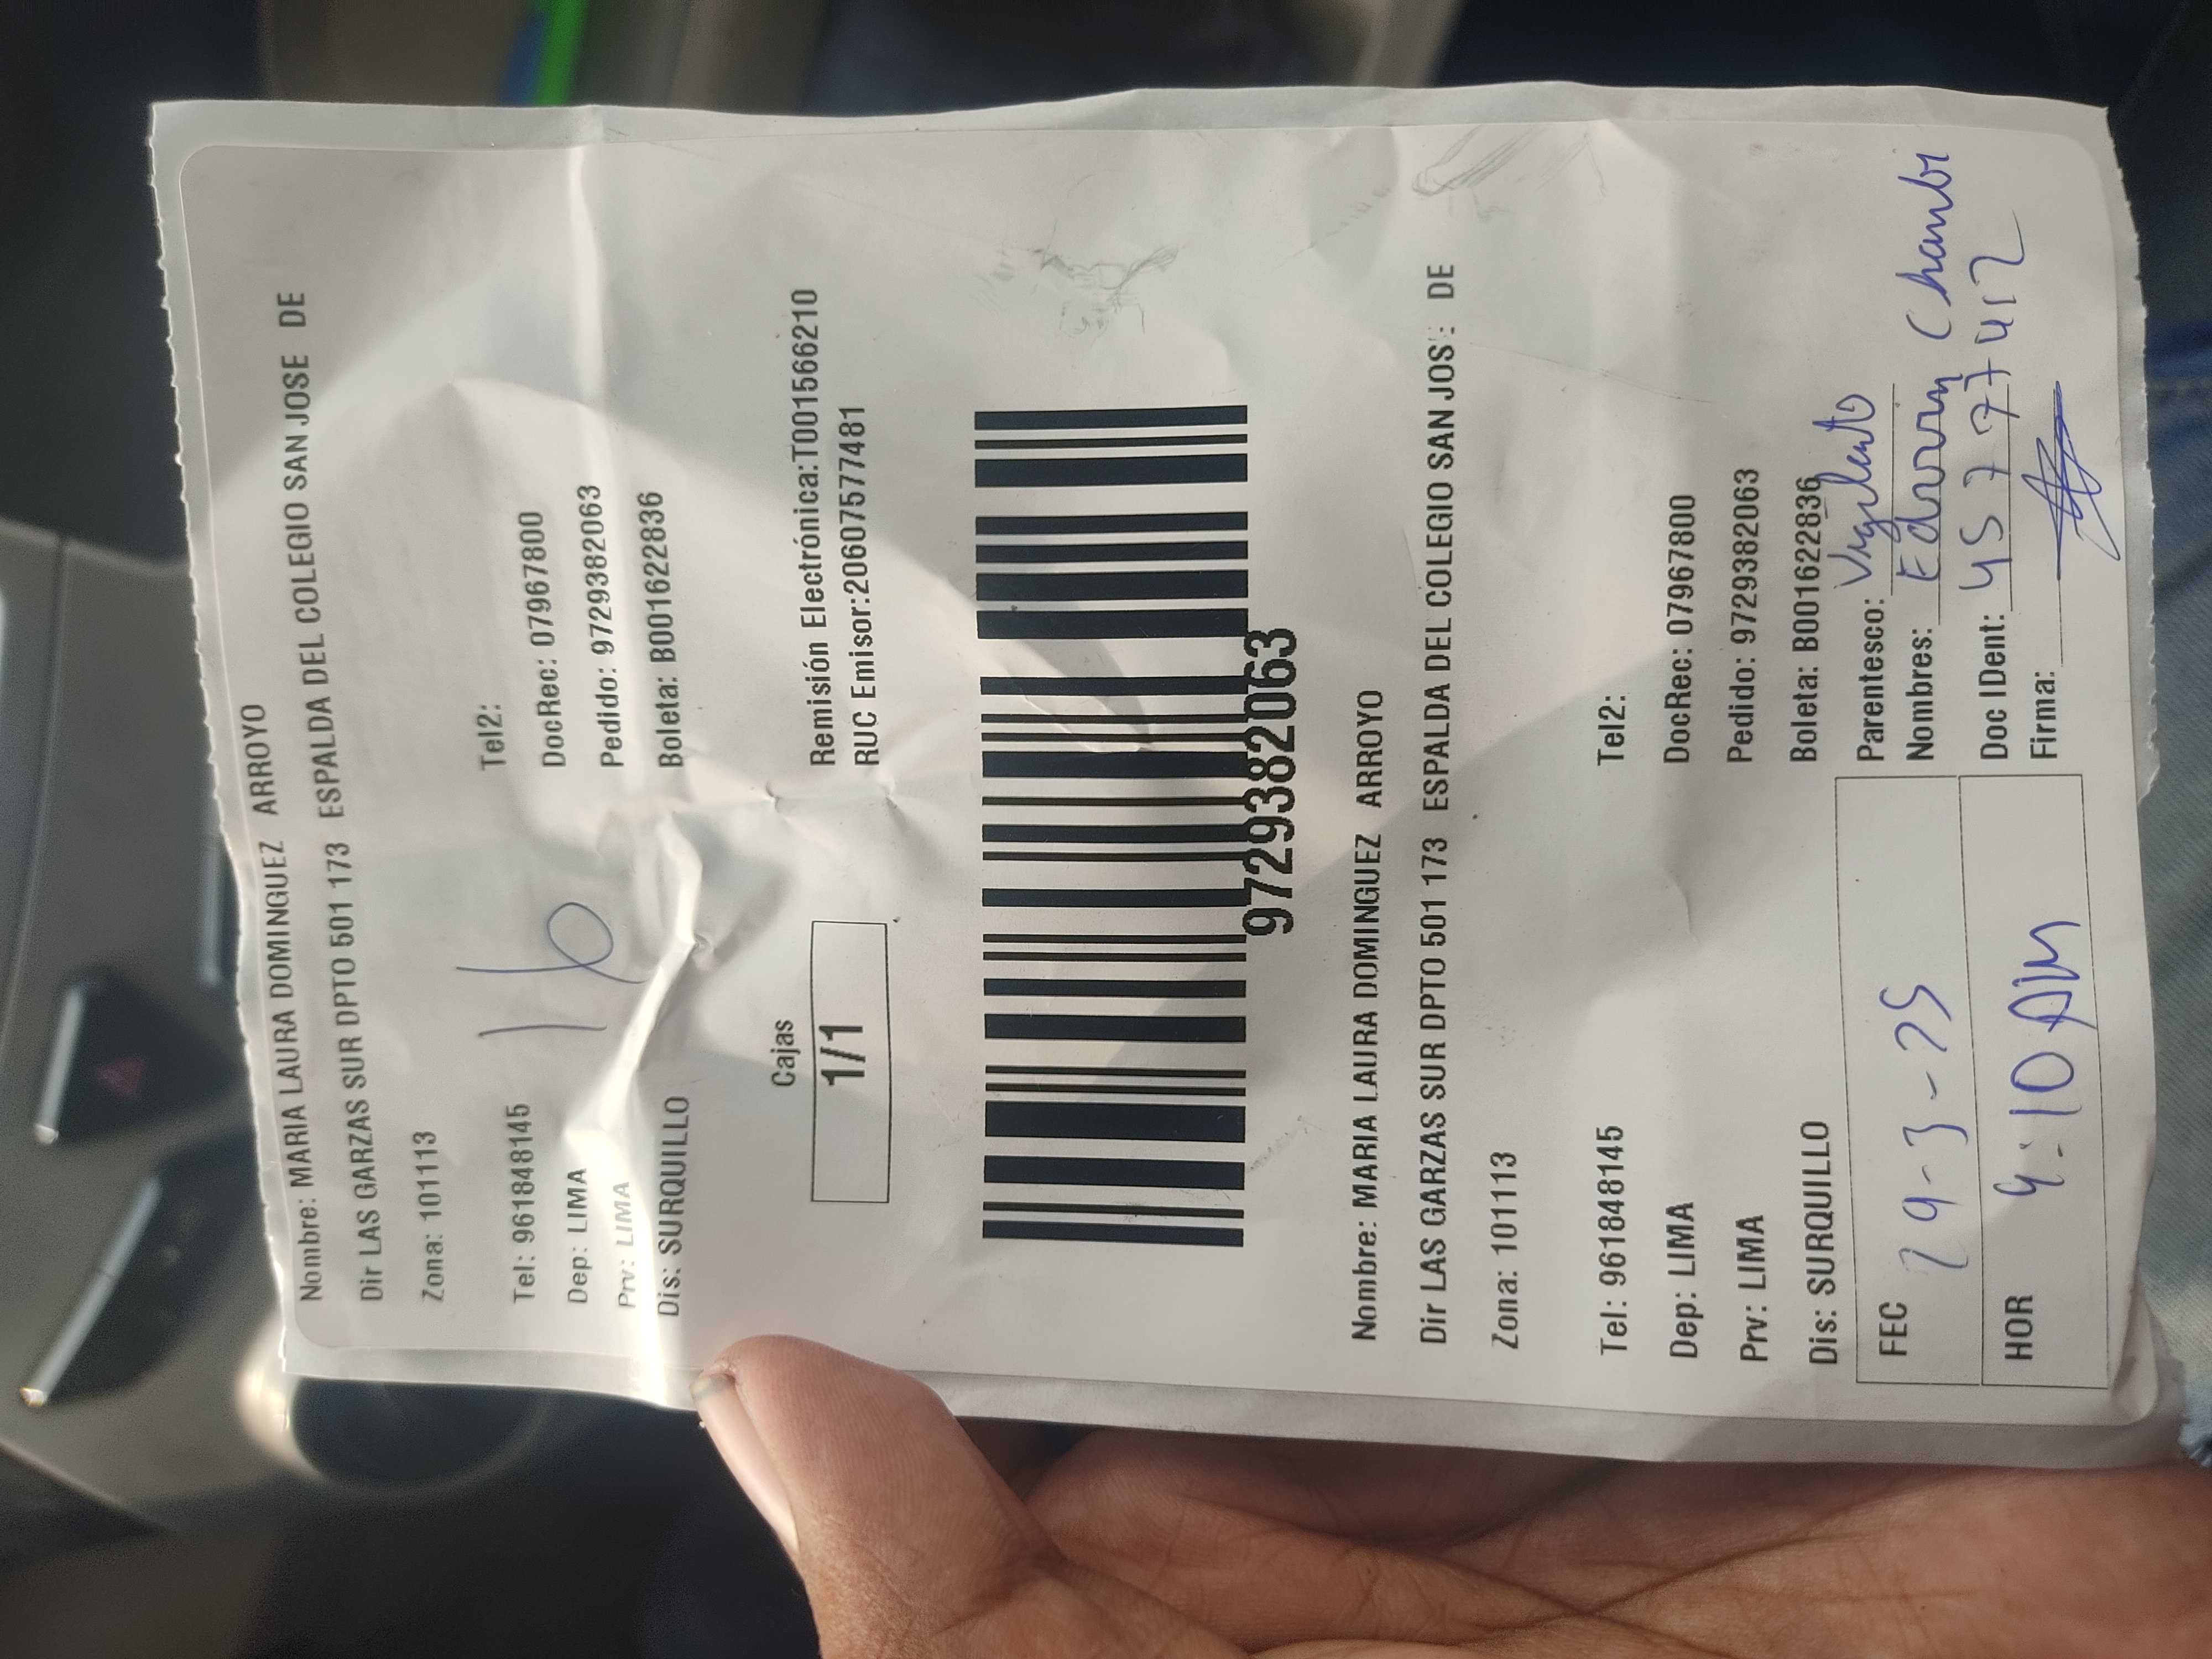 Nombre: MARIA LAURA DOMINGUEZ ARROYO
Dir LAS GARZAS SUR DPTO 501 173 ESPALDA DEL COLEGIO SAN JOSE DE
Zona: 101113
Tel: 961848145 Tel2:
Dep: LIMA DocRec: 07967800
Prv: LIMA Pedido: 9729382063
Dis: SURQUILLO Boleta: B001622836
16
Cajas
1/1
Remisión Electrónica:T001566210
RUC Emisor:20607577481
9729382063
Nombre: MARIA LAURA DOMINGUEZ ARROYO
Dir LAS GARZAS SUR DPTO 501 173 ESPALDA DEL COLEGIO SAN JOS: DE
Zona: 101113
Tel: 961848145 Tel2:
Dep: LIMA DocRec: 07967800
Prv: LIMA Pedido: 9729382063
Dis: SURQUILLO Boleta: B001622836
FEC 29-3-25
HOR 9:10 AM
Parentesco:
Nombres: Chambi
Doc IDent: 45777412
Firma: